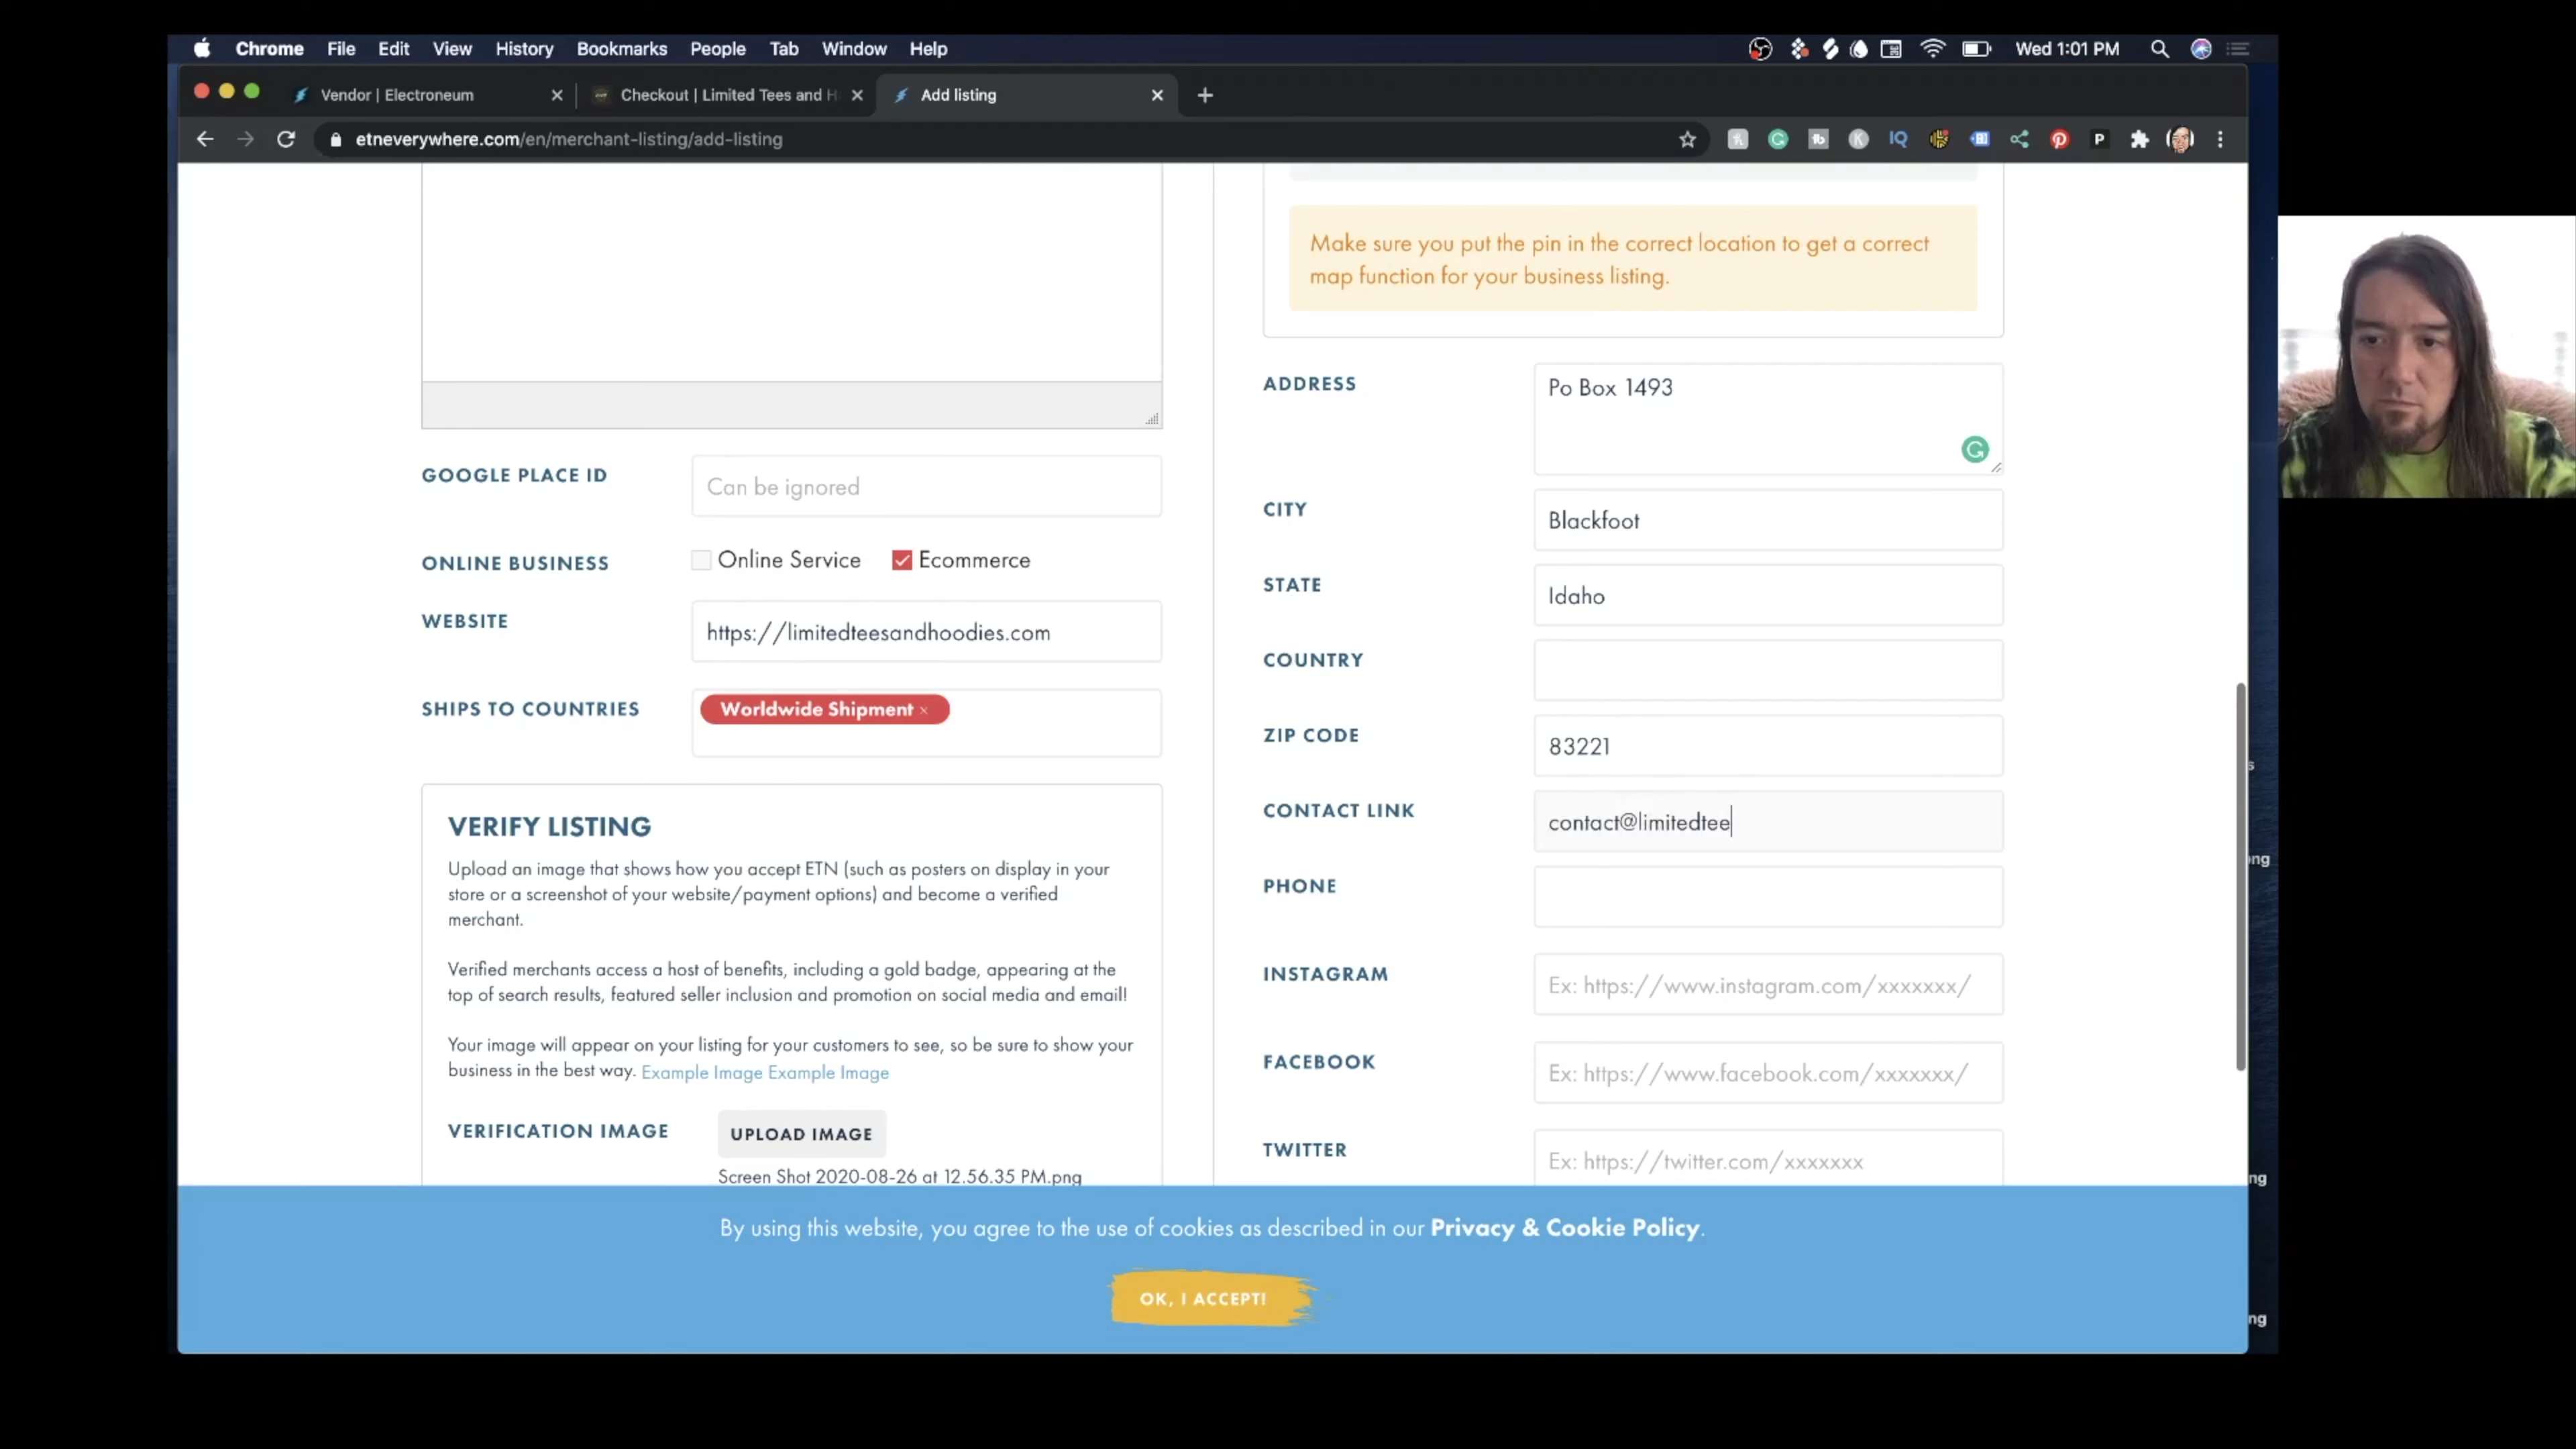 Chrome File Edit View History Bookmarks People Tab Window Help Wed 1:01 PM
Vendor | Electroneum Checkout | Limited Tees and H Add listing
etneverywhere.com/en/merchant-listing/add-listing
GOOGLE PLACE ID Can be ignored
ONLINE BUSINESS Online Service Ecommerce
WEBSITE https://limitedteesandhoodies.com
SHIPS TO COUNTRIES Worldwide Shipment ×
VERIFY LISTING
Upload an image that shows how you accept ETN (such as posters on display in your
store or a screenshot of your website/payment options) and become a verified
merchant.
Verified merchants access a host of benefits, including a gold badge, appearing at the
top of search results, featured seller inclusion and promotion on social media and email!
Your image will appear on your listing for your customers to see, so be sure to show your
business in the best way. Example Image Example Image
VERIFICATION IMAGE UPLOAD IMAGE
Screen Shot 2020-08-26 at 12.56.35 PM.png
Make sure you put the pin in the correct location to get a correct
map function for your business listing.
ADDRESS Po Box 1493
CITY Blackfoot
STATE Idaho
COUNTRY
ZIP CODE 83221
CONTACT LINK contact@limitedtee
PHONE
INSTAGRAM Ex: https://www.instagram.com/xxxxxxx/
FACEBOOK Ex: https://www.facebook.com/xxxxxxx/
TWITTER Ex: https://twitter.com/xxxxxxx
By using this website, you agree to the use of cookies as described in our Privacy & Cookie Policy.
OK, I ACCEPT!